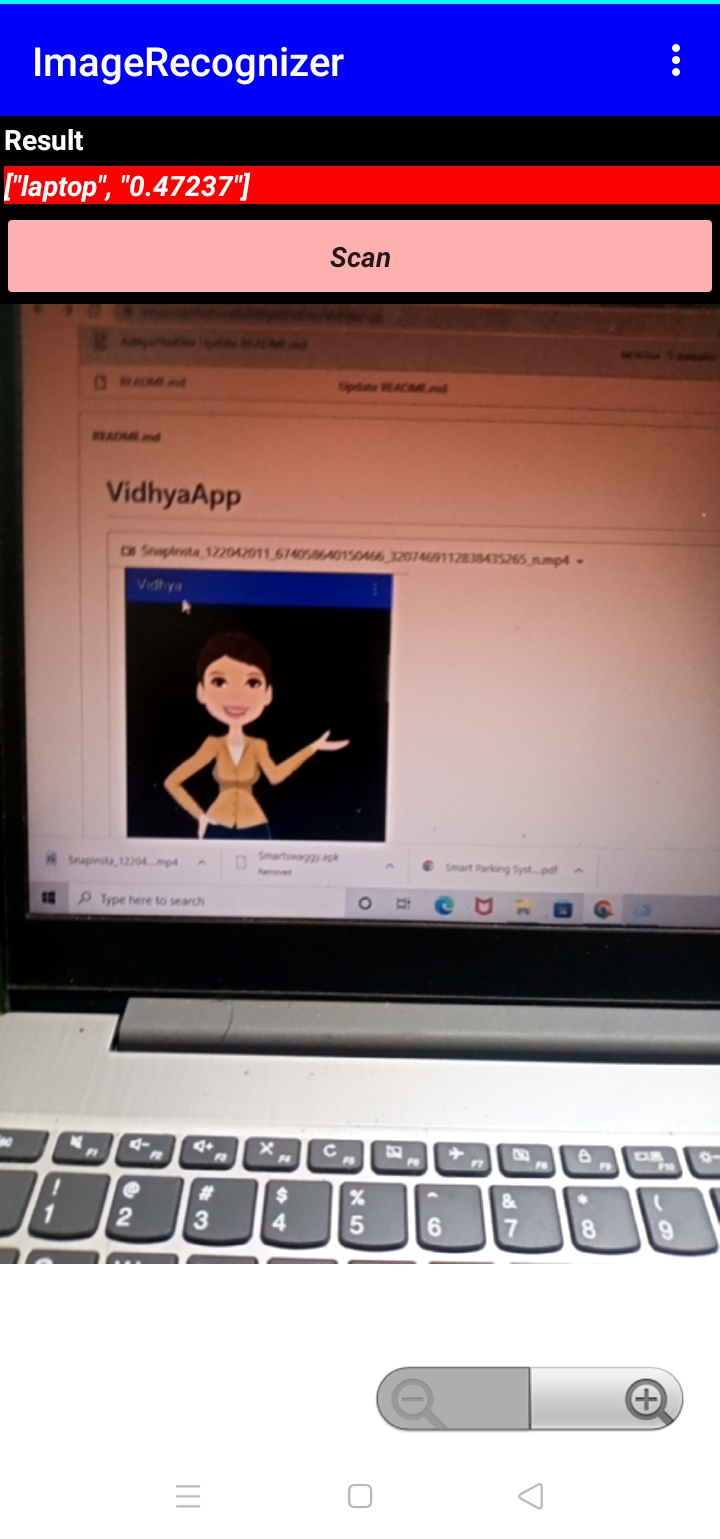 ImageRecognizer
Result
["laptop", "0.47237"]
Scan
Update README.md
README.md
Update README.md
README.md
VidhyaApp
SnapInsta_122042011_674058640150466_3207469112838435265_n.mp4
Vidhya
SnapInsta_12204....mp4
Smartswaggy.apk
Removed
Smart Parking Syst....pdf
Type here to search
F1 F2 F3 F4 F5 F6 F7 F8 F9 F10
! @ # $ % ^ & * (
1 2 3 4 5 6 7 8 9